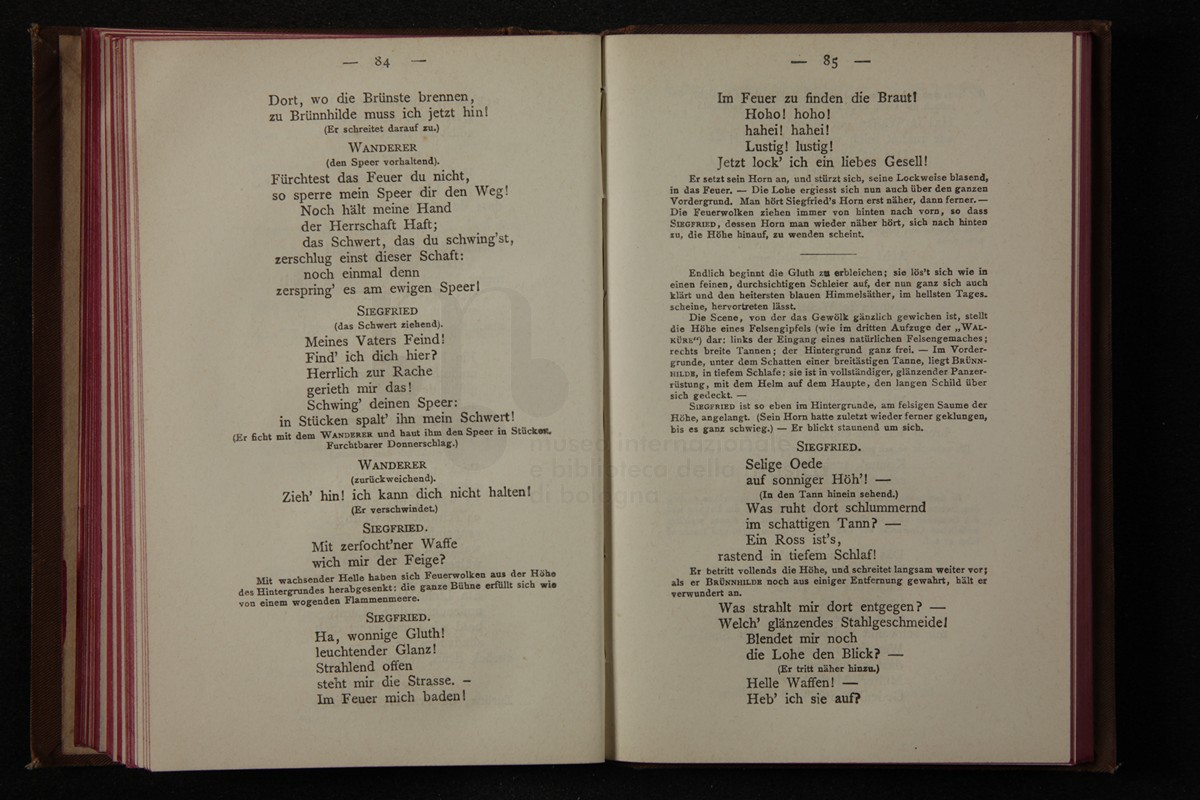 — 84 —
Dort, wo die Brünste brennen,
zu Brünnhilde muss ich jetzt hin!
(Er schreitet darauf zu.)
WANDERER
(den Speer vorhaltend).
Fürchtest das Feuer du nicht,
so sperre mein Speer dir den Weg!
Noch hält meine Hand
der Herrschaft Haft;
das Schwert, das du schwing'st,
zerschlug einst dieser Schaft:
noch einmal denn
zerspring' es am ewigen Speer!
SIEGFRIED
(das Schwert ziehend).
Meines Vaters Feind!
Find' ich dich hier?
Herrlich zur Rache
gerieth mir das!
Schwing' deinen Speer:
in Stücken spalt' ihn mein Schwert!
(Er ficht mit dem WANDERER und haut ihm den Speer in Stücken.
Furchtbarer Donnerschlag.)
WANDERER
(zurückweichend).
Zieh' hin! ich kann dich nicht halten!
(Er verschwindet.)
SIEGFRIED.
Mit zerfocht'ner Waffe
wich mir der Feige?
Mit wachsender Helle haben sich Feuerwolken aus der Höhe
des Hintergrundes herabgesenkt: die ganze Bühne erfüllt sich wie
von einem wogenden Flammenmeere.
SIEGFRIED.
Ha, wonnige Gluth!
leuchtender Glanz!
Strahlend offen
steht mir die Strasse. –
Im Feuer mich baden!
— 85 —
Im Feuer zu finden die Braut!
Hoho! hoho!
hahei! hahei!
Lustig! lustig!
Jetzt lock' ich ein liebes Gesell!
Er setzt sein Horn an, und stürzt sich, seine Lockweise blasend,
in das Feuer. — Die Lohe ergiesst sich nun auch über den ganzen
Vordergrund. Man hört Siegfried's Horn erst näher, dann ferner. —
Die Feuerwolken ziehen immer von hinten nach vorn, so dass
SIEGFRIED, dessen Horn man wieder näher hört, sich nach hinten
zu, die Höhe hinauf, zu wenden scheint.
Endlich beginnt die Gluth zu erbleichen; sie lös't sich wie in
einen feinen, durchsichtigen Schleier auf, der nun ganz sich auch
klärt und den heitersten blauen Himmelsäther, im hellsten Tages-
scheine, hervortreten lässt.
Die Scene, von der das Gewölk gänzlich gewichen ist, stellt
die Höhe eines Felsengipfels (wie im dritten Aufzuge der „WAL-
KÜRE“) dar: links der Eingang eines natürlichen Felsengemaches;
rechts breite Tannen; der Hintergrund ganz frei. — Im Vorder-
grunde, unter dem Schatten einer breitästigen Tanne, liegt BRÜNN-
HILDE, in tiefem Schlafe: sie ist in vollständiger, glänzender Panzer-
rüstung, mit dem Helm auf dem Haupte, den langen Schild über
sich gedeckt. —
SIEGFRIED ist so eben im Hintergrunde, am felsigen Saume der
Höhe, angelangt. (Sein Horn hatte zuletzt wieder ferner geklungen,
bis es ganz schwieg.) — Er blickt staunend um sich.
SIEGFRIED.
Selige Oede
auf sonniger Höh'! —
(In den Tann hinein sehend.)
Was ruht dort schlummernd
im schattigen Tann? —
Ein Ross ist's,
rastend in tiefem Schlaf!
Er betritt vollends die Höhe, und schreitet langsam weiter vor;
als er BRÜNNHILDE noch aus einiger Entfernung gewahrt, hält er
verwundert an.
Was strahlt mir dort entgegen? —
Welch' glänzendes Stahlgeschmeide!
Blendet mir noch
die Lohe den Blick? —
(Er tritt näher hinzu.)
Helle Waffen! —
Heb' ich sie auf?
museo internazionale
e biblioteca della
di bologna